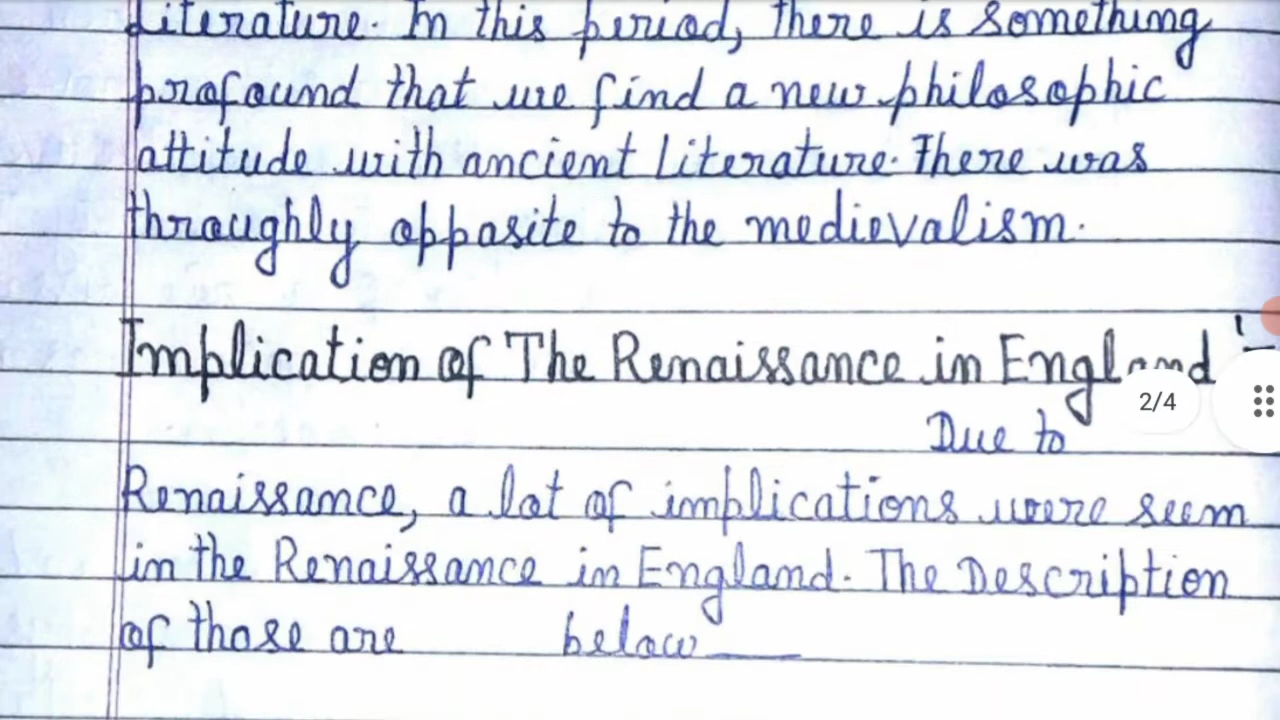 Literature. In this period, there is something
profound that we find a new philosophic
attitude with ancient Literature. There was
throughly opposite to the medievalism.
Implication of The Renaissance in England :-
2/4
Due to
Renaissance, a lot of implications were seem
in the Renaissance in England. The Description
of those are below